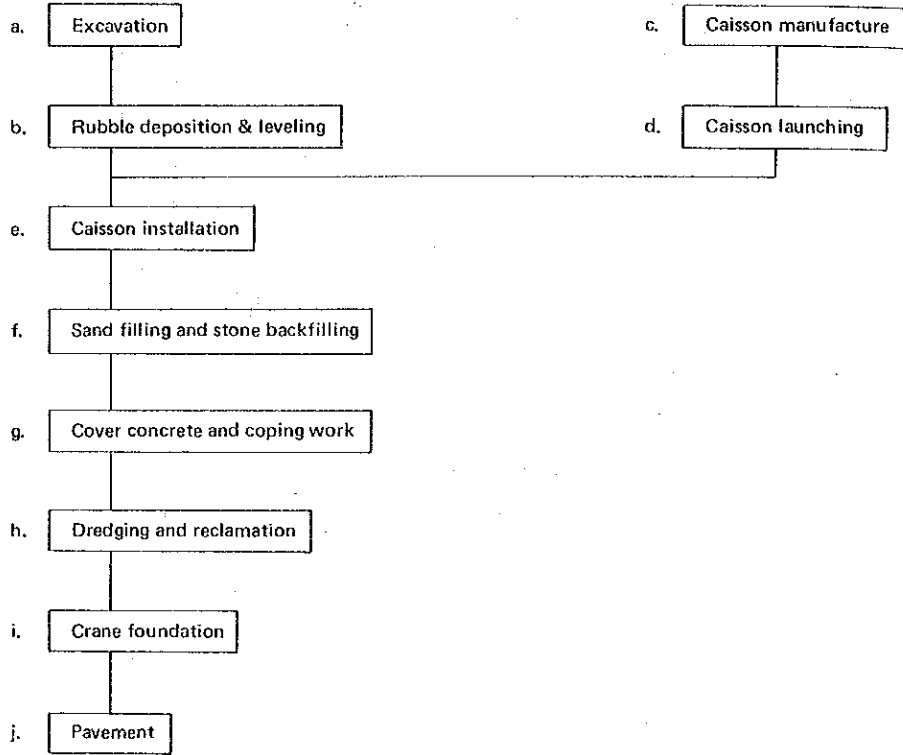 a. Excavation
c. Caisson manufacture
b. Rubble deposition & leveling
d. Caisson launching
e. Caisson installation
f. Sand filling and stone backfilling
g. Cover concrete and coping work
h. Dredging and reclamation
i. Crane foundation
j. Pavement